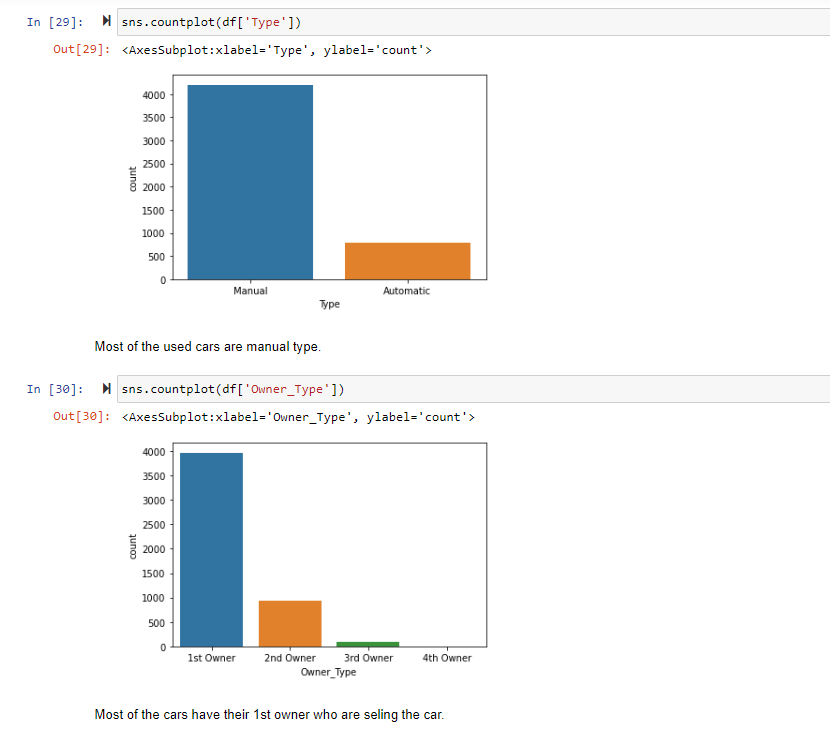 In [29]: sns.countplot(df['Type'])
Out[29]: <AxesSubplot:xlabel='Type', ylabel='count'>
4000
3500
3000
2500
2000
1500
1000
500
0
count
Manual Automatic
Type
Most of the used cars are manual type.
In [30]: sns.countplot(df['Owner_Type'])
Out[30]: <AxesSubplot:xlabel='Owner_Type', ylabel='count'>
4000
3500
3000
2500
2000
1500
1000
500
0
count
1st Owner 2nd Owner 3rd Owner 4th Owner
Owner_Type
Most of the cars have their 1st owner who are seling the car.